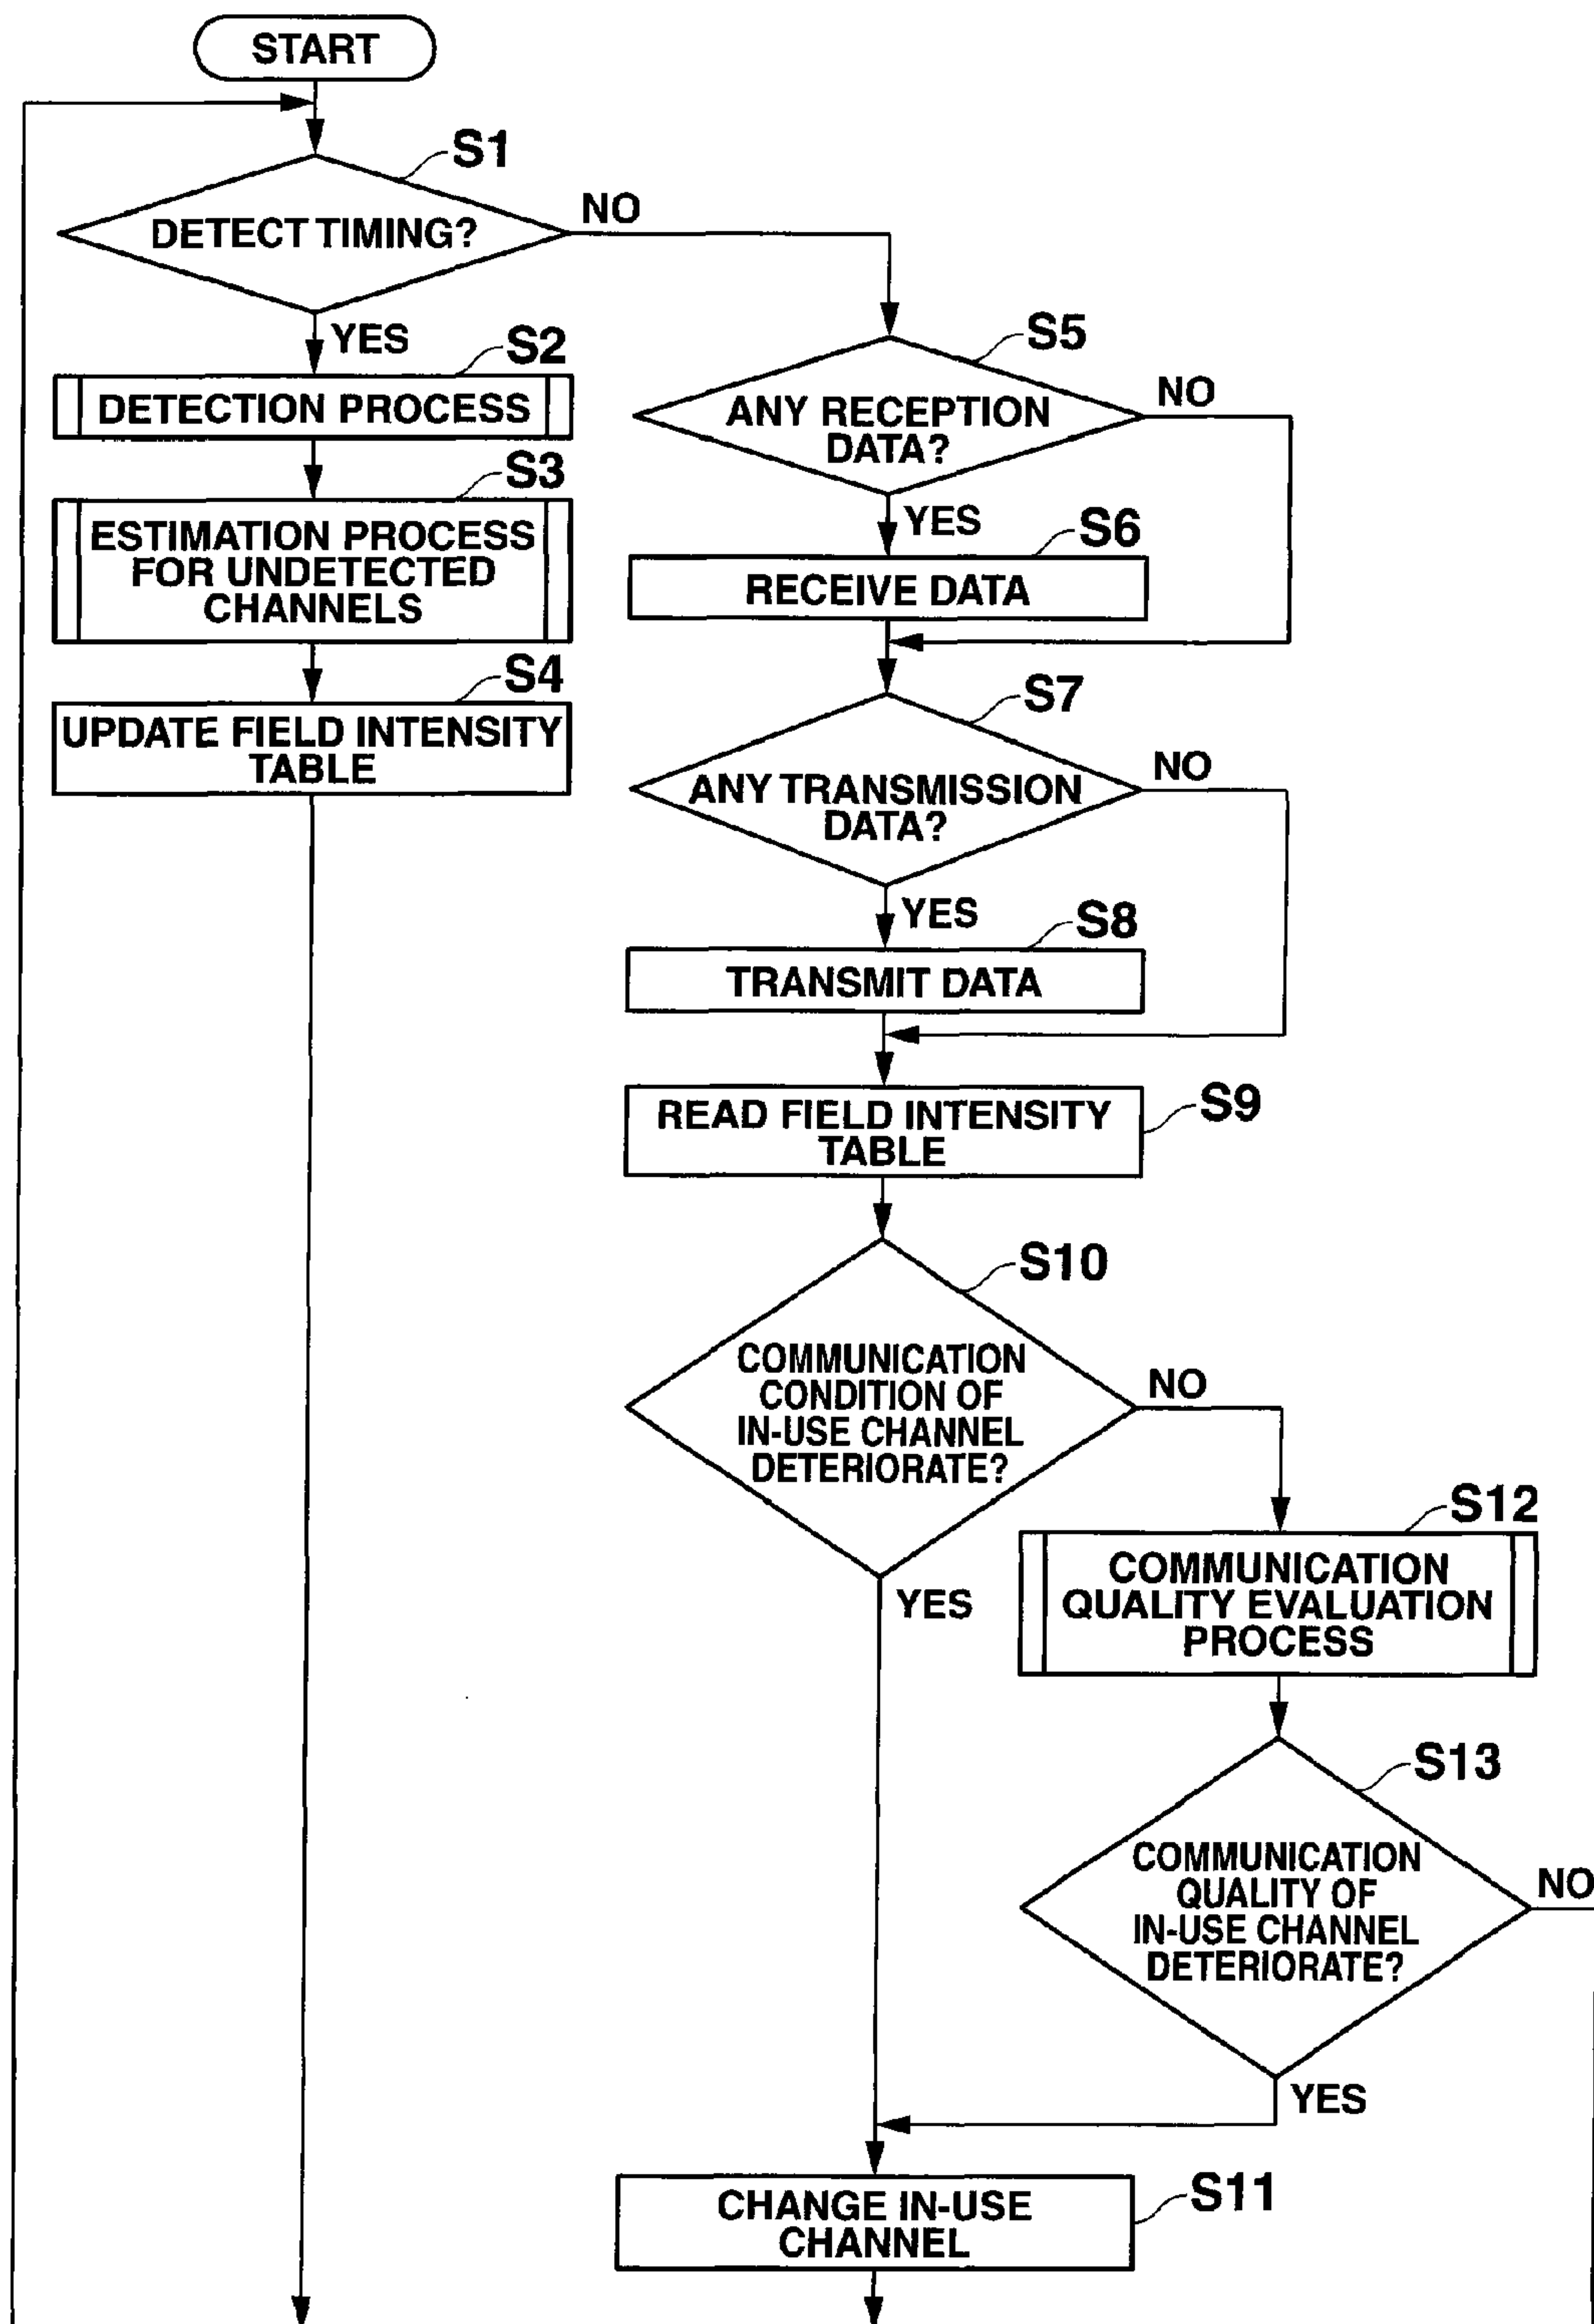 START
S1
DETECT TIMING?
NO
YES
S2
DETECTION PROCESS
S3
ESTIMATION PROCESS
FOR UNDETECTED
CHANNELS
S4
UPDATE FIELD INTENSITY
TABLE
S5
ANY RECEPTION
DATA?
NO
YES
S6
RECEIVE DATA
S7
ANY TRANSMISSION
DATA?
NO
YES
S8
TRANSMIT DATA
S9
READ FIELD INTENSITY
TABLE
S10
COMMUNICATION
CONDITION OF
IN-USE CHANNEL
DETERIORATE?
NO
YES
S12
COMMUNICATION
QUALITY EVALUATION
PROCESS
S13
COMMUNICATION
QUALITY OF
IN-USE CHANNEL
DETERIORATE?
NO
YES
S11
CHANGE IN-USE
CHANNEL